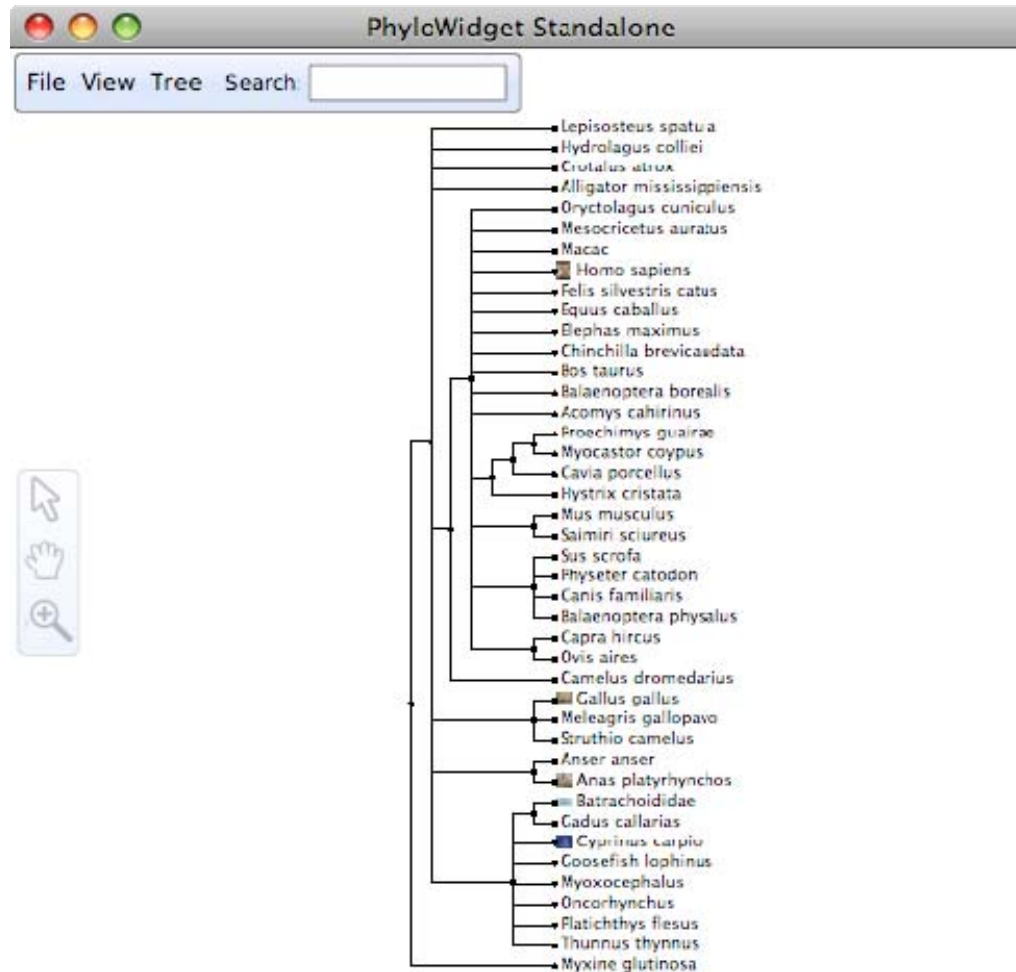 PhyloWidget Standalone
File View Tree Search:
Lepisosteus spatula
Hydrolagus colliei
Crotalus atrox
Alligator mississippiensis
Oryctolagus cuniculus
Mesocricetus auratus
Macac
Homo sapiens
Felis silvestris catus
Equus caballus
Elephas maximus
Chinchilla brevicaudata
Bos taurus
Balaenoptera borealis
Acomys cahirinus
Proechimys guairae
Myocastor coypus
Cavia porcellus
Hystrix cristata
Mus musculus
Saimiri sciureus
Sus scrofa
Physeter catodon
Canis familiaris
Balaenoptera physalus
Capra hircus
Ovis aires
Camelus dromedarius
Gallus gallus
Meleagris gallopavo
Struthio camelus
Anser anser
Anas platyrhynchos
Batrachoididae
Gadus callarias
Cyprinus carpio
Goosefish lophinus
Myoxocephalus
Oncorhynchus
Platichthys flesus
Thunnus thynnus
Myxine glutinosa